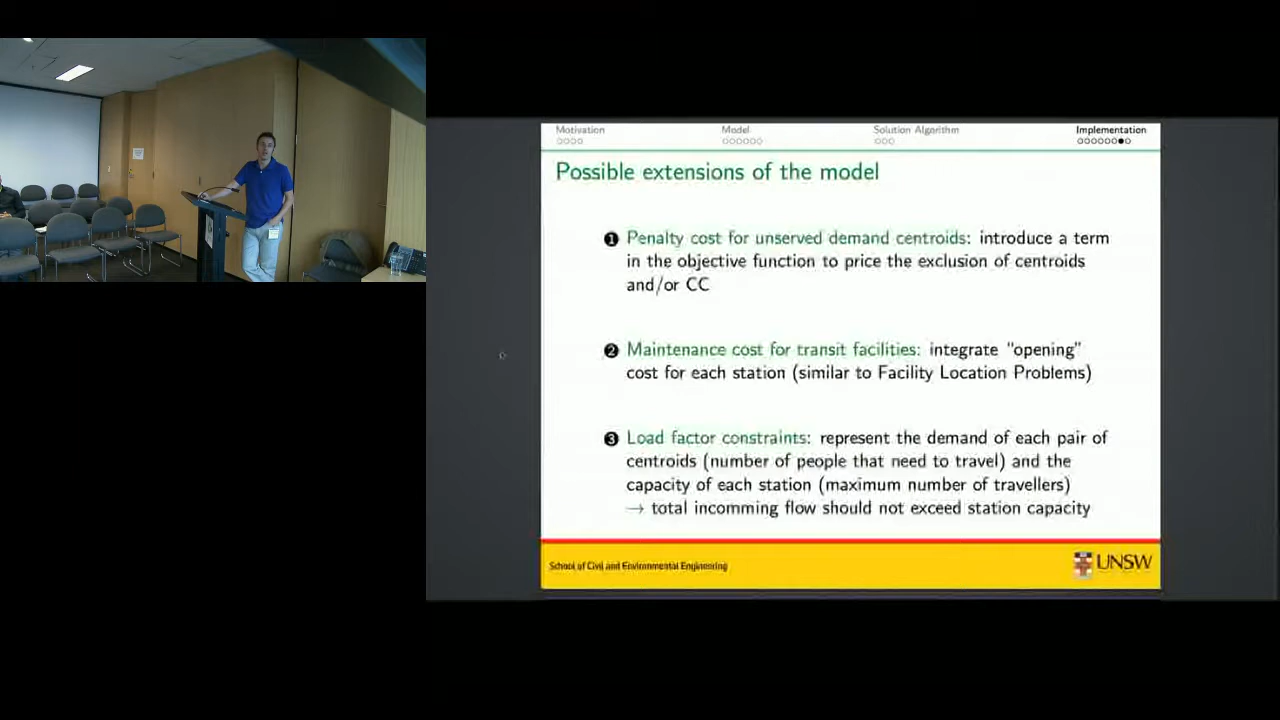 Motivation
Model
Solution Algorithm
Implementation
Possible extensions of the model
1 Penalty cost for unserved demand centroids: introduce a term
in the objective function to price the exclusion of centroids
and/or CC
2 Maintenance cost for transit facilities: integrate "opening"
cost for each station (similar to Facility Location Problems)
3 Load factor constraints: represent the demand of each pair of
centroids (number of people that need to travel) and the
capacity of each station (maximum number of travellers)
→ total incomming flow should not exceed station capacity
School of Civil and Environmental Engineering
UNSW